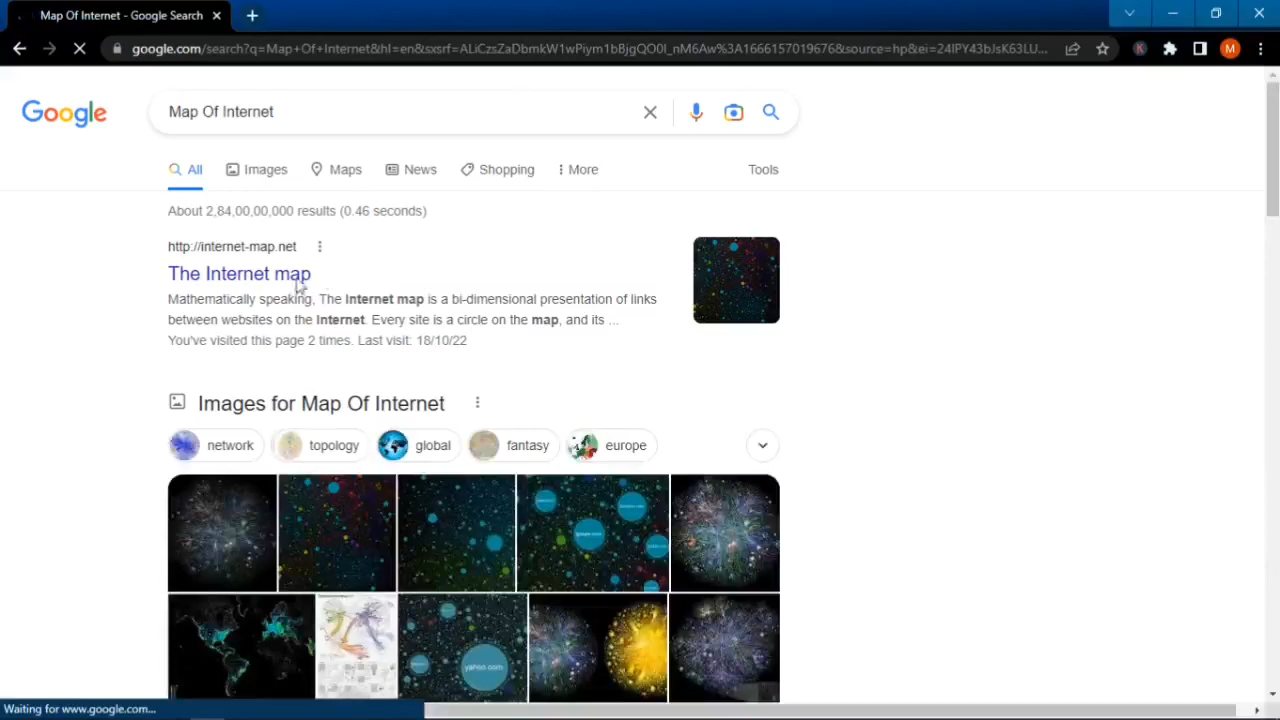 Map Of Internet - Google Search
google.com/search?q=Map+Of+Internet&hl=en&sxsrf=ALiCzsZaDbmkW1wPiym1bBjgQO0l_nM6Aw%3A1666157019676&source=hp&ei=24lPY43bJsK63LU...
M
Google
Map Of Internet
All
Images
Maps
News
Shopping
More
Tools
About 2,84,00,00,000 results (0.46 seconds)
http://internet-map.net
The Internet map
Mathematically speaking, The Internet map is a bi-dimensional presentation of links
between websites on the Internet. Every site is a circle on the map, and its ...
You've visited this page 2 times. Last visit: 18/10/22
Images for Map Of Internet
network
topology
global
fantasy
europe
yahoo.com
Waiting for www.google.com...